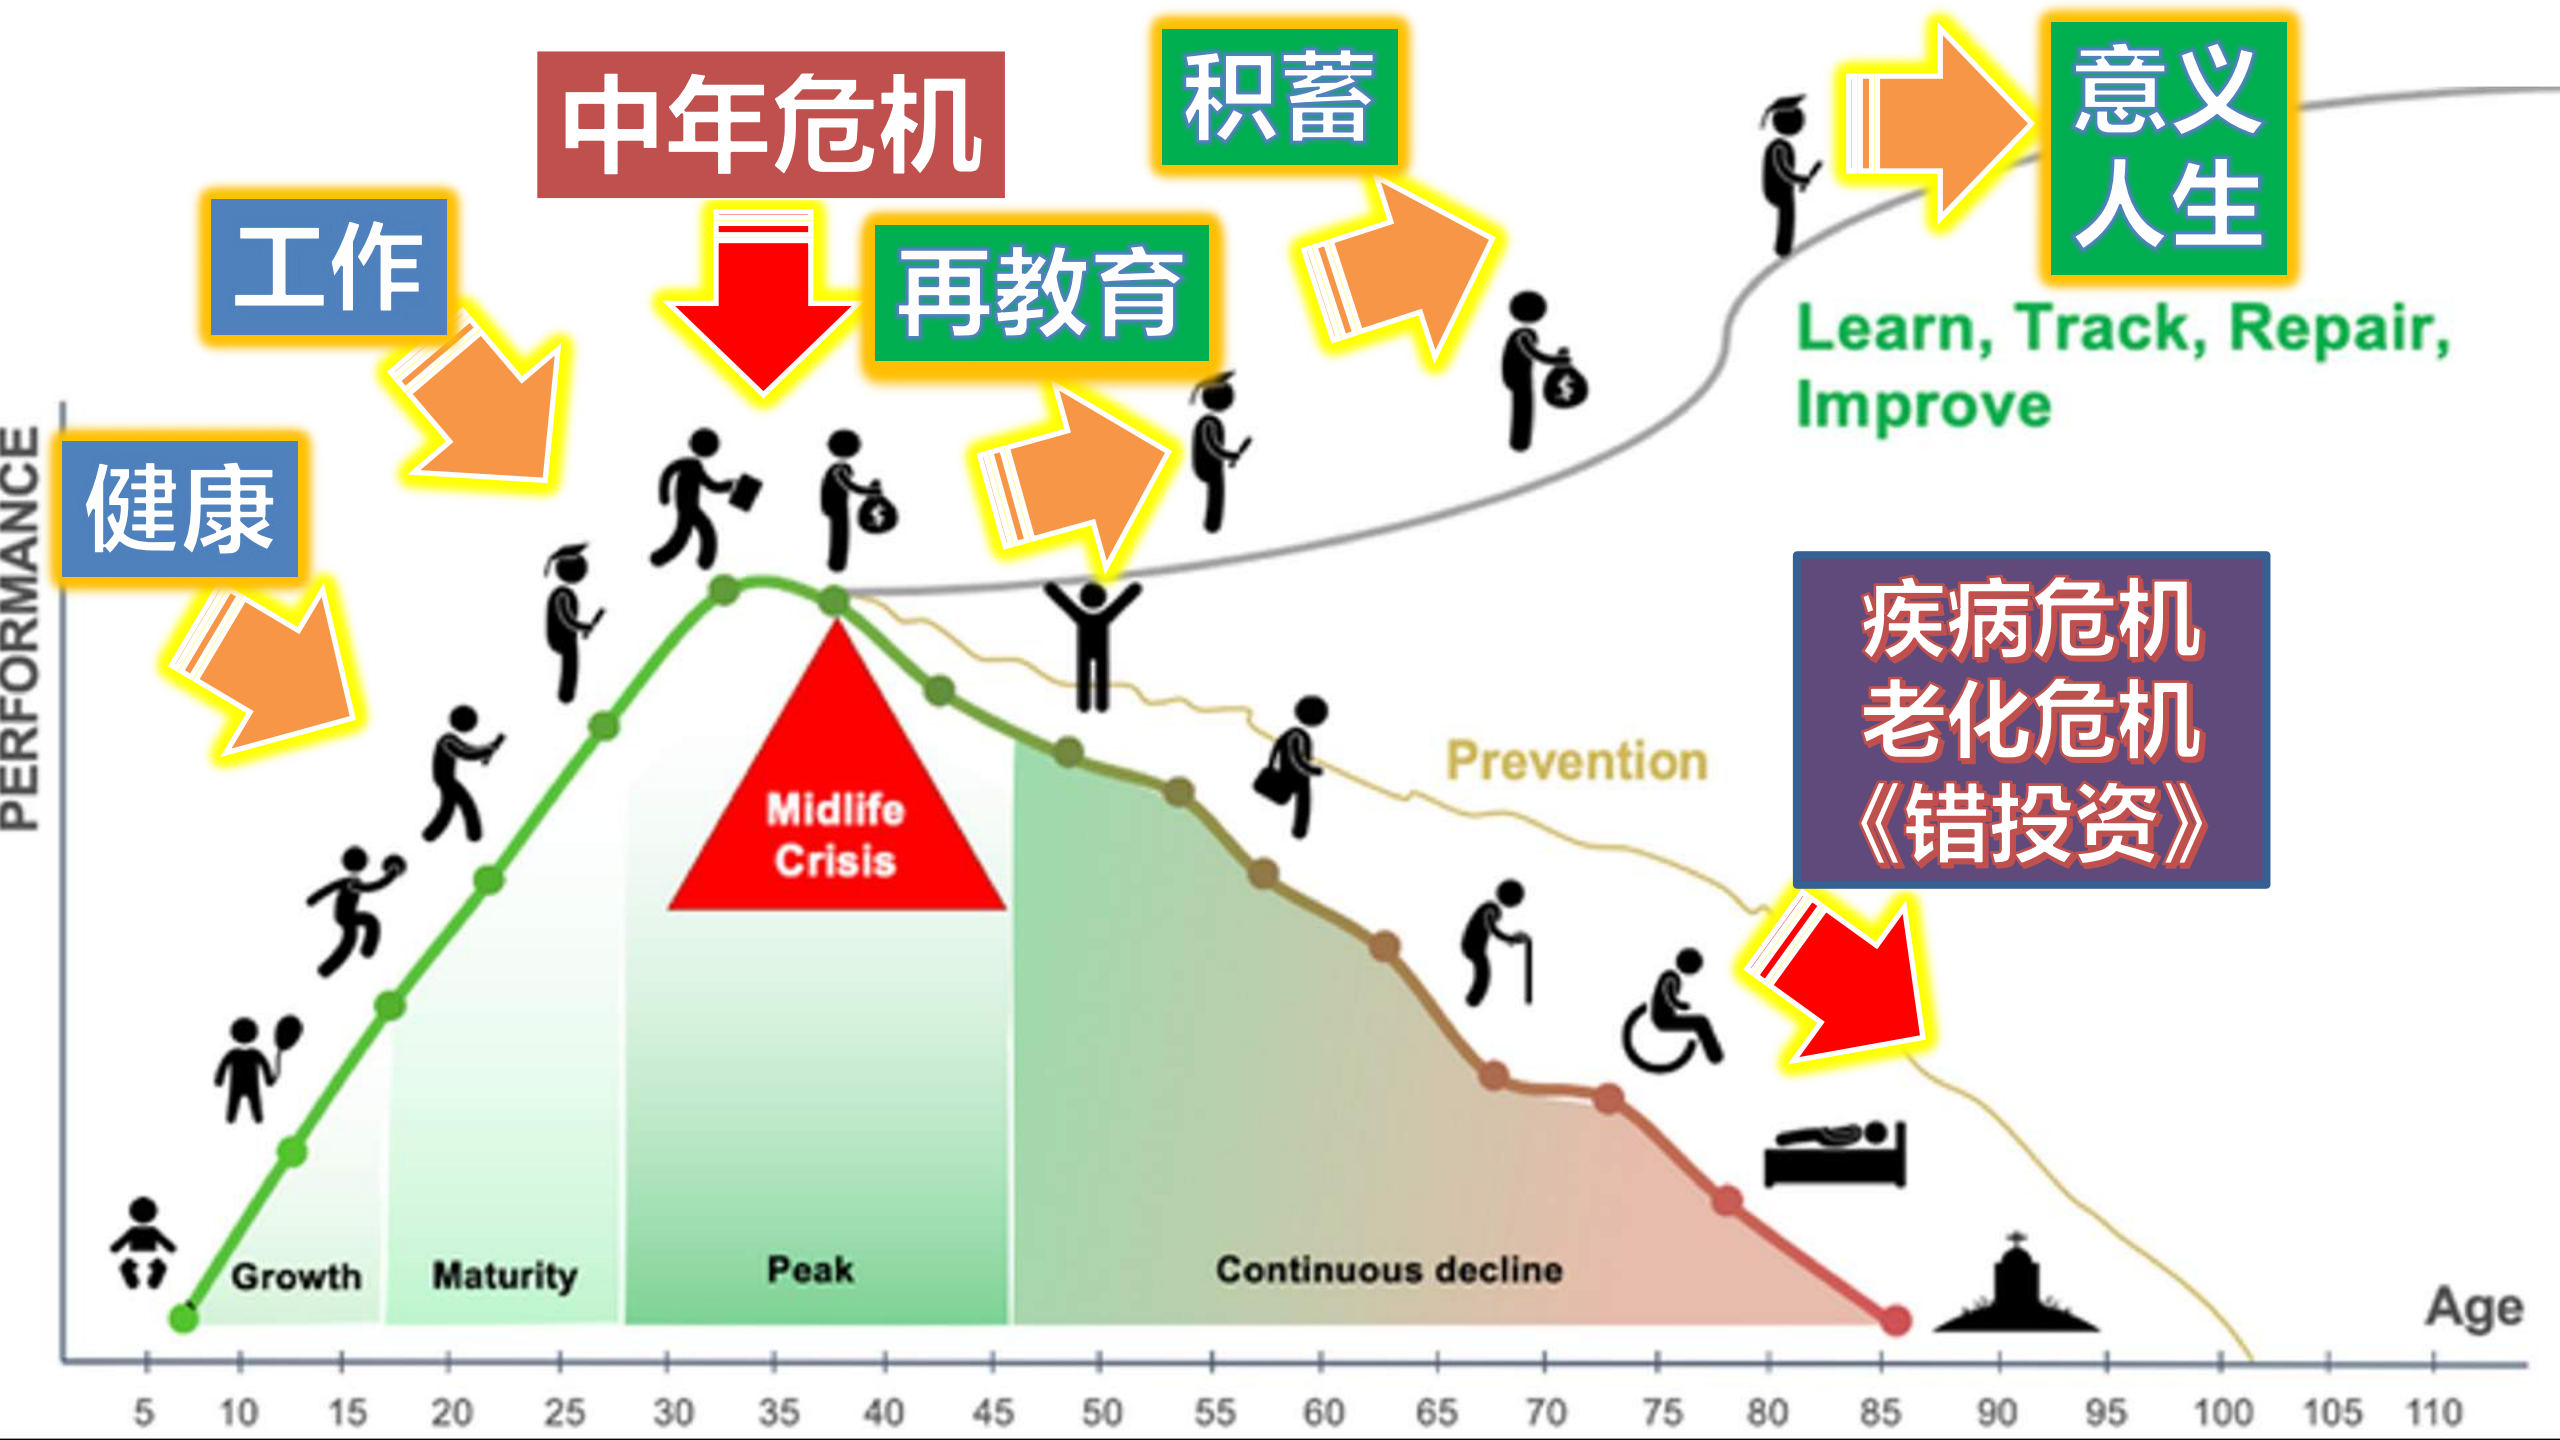 积蓄
意义
人生
中年危机
工作
再教育
Learn, Track, Repair,
Improve
健康
PERFORMANCE
疾病危机
老化危机
《错投资》
Prevention
Midlife
Crisis
Growth
Maturity
Peak
Continuous decline
Age
5 10 15 20 25 30 35 40 45 50 55 60 65 70 75 80 85 90 95 100 105 110
$
$